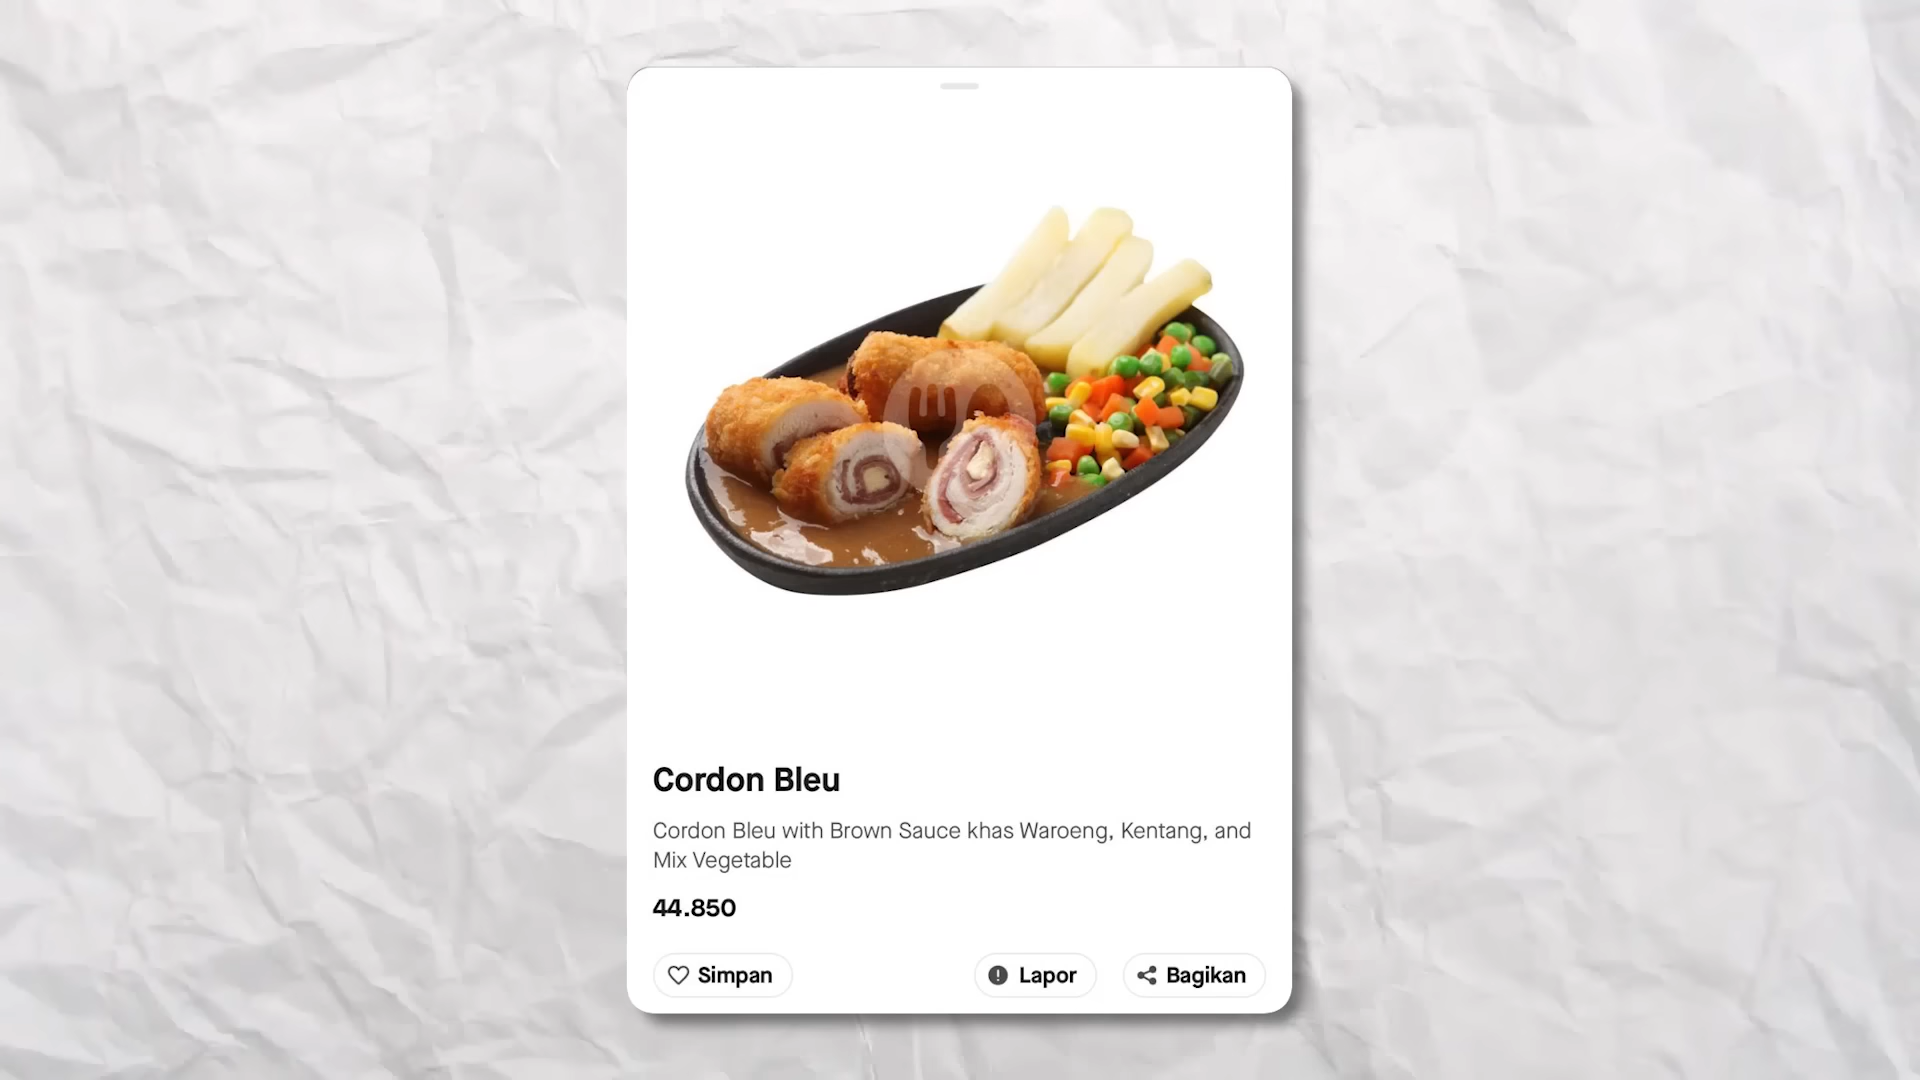 Cordon Bleu
Cordon Bleu with Brown Sauce khas Waroeng, Kentang, and
Mix Vegetable
44.850
Simpan
Lapor
Bagikan